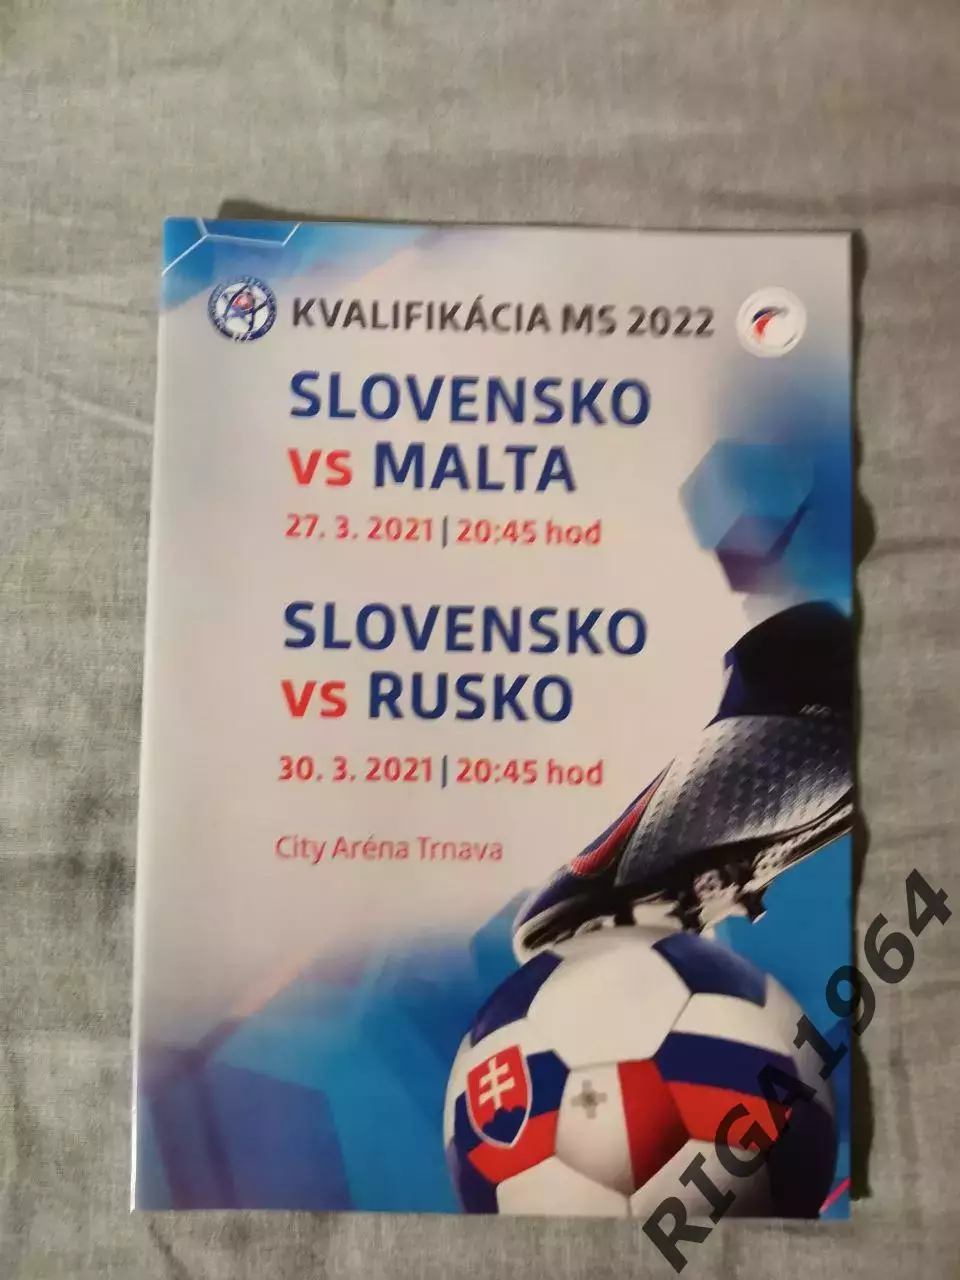 KVALIFIKÁCIA MS 2022
SLOVENSKO
vs MALTA
27. 3. 2021 | 20:45 hod
SLOVENSKO
vs RUSKO
30. 3. 2021 | 20:45 hod
City Aréna Trnava
RIGA1964